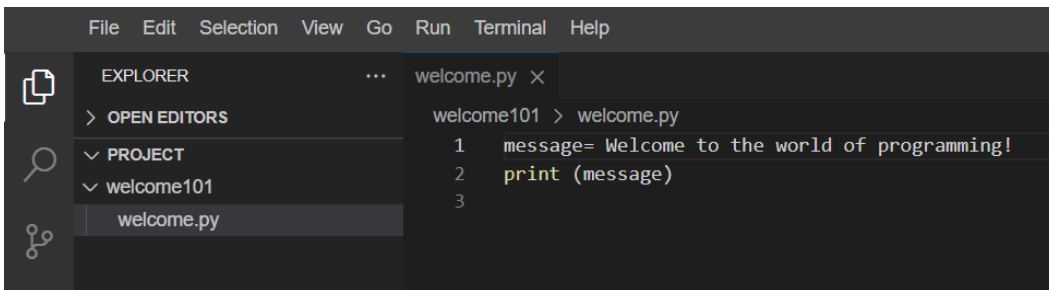 File Edit Selection View Go Run Terminal Help
EXPLORER ... welcome.py ×
> OPEN EDITORS
welcome101 > welcome.py
PROJECT
welcome101
welcome.py
1 message= Welcome to the world of programming!
2 print (message)
3